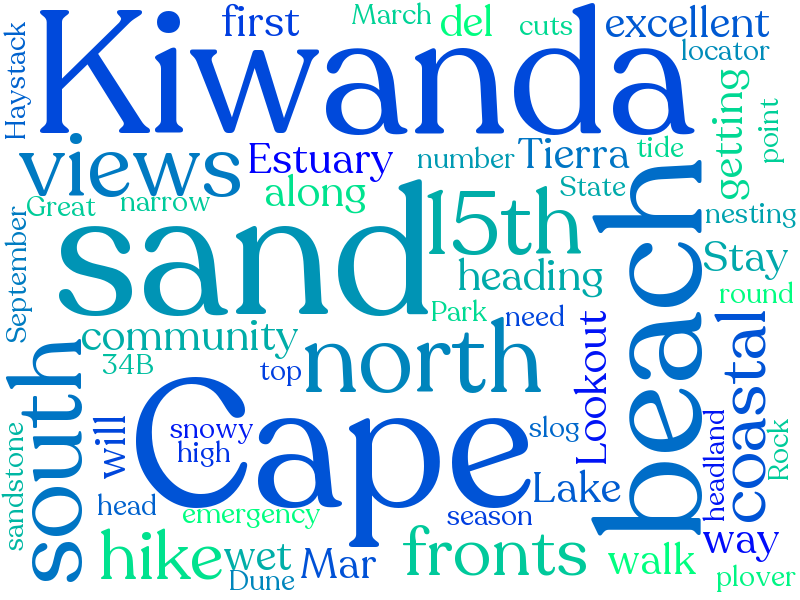 Kiwanda
first
March
del
cuts
excellent
locator
Haystack
views
Estuary
number
Tierra
tide
getting
point
Great
narrow
along
State
nesting
sand
15th
beach
Stay
September
heading
round
community
Park
need
34B
top
north
Lookout
coastal
south
Cape
snowy
high
will
slog
headland
Rock
sandstone
head
emergency
season
Lake
way
hike
wet
Dune
Mar
fronts
walk
plover